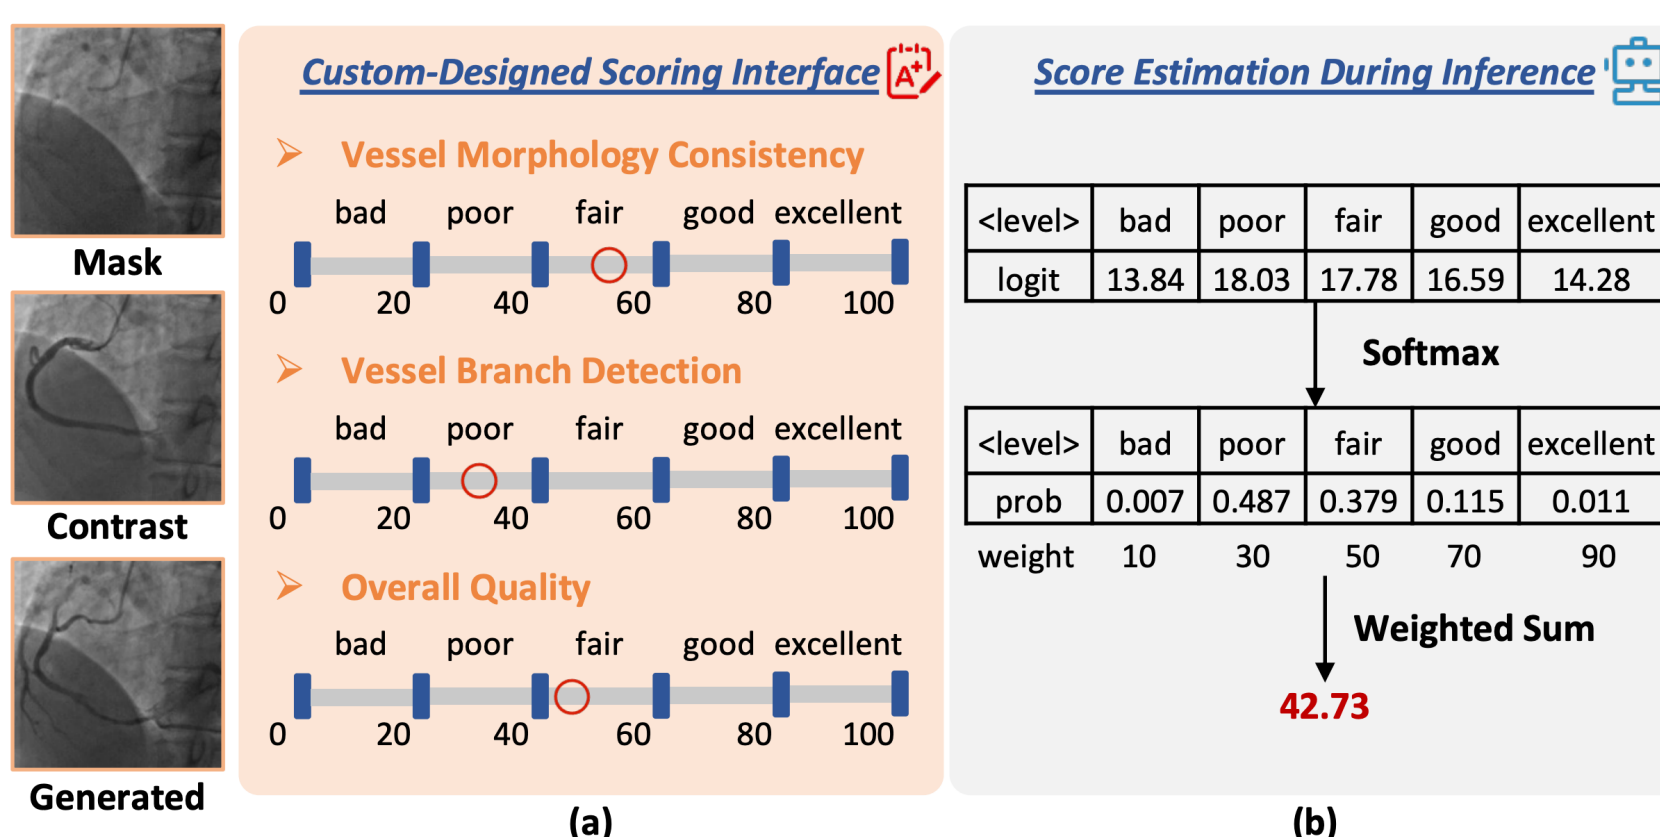 Mask
Contrast
Generated
Custom-Designed Scoring Interface
A+
Vessel Morphology Consistency
bad poor fair good excellent
0 20 40 60 80 100
Vessel Branch Detection
bad poor fair good excellent
0 20 40 60 80 100
Overall Quality
bad poor fair good excellent
0 20 40 60 80 100
(a)
Score Estimation During Inference
<level> bad poor fair good excellent
logit 13.84 18.03 17.78 16.59 14.28
Softmax
<level> bad poor fair good excellent
prob 0.007 0.487 0.379 0.115 0.011
weight 10 30 50 70 90
Weighted Sum
42.73
(b)